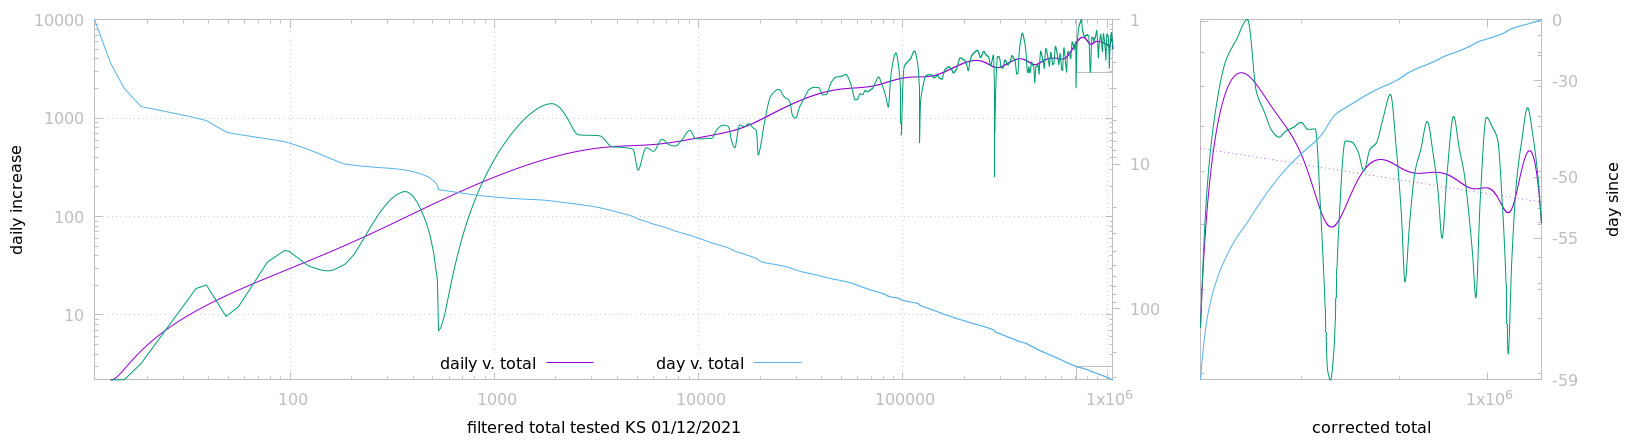 10000
1000
100
10
daily increase
1
10
100
daily v. total
day v. total
100
1000
10000
100000
1x10^6
filtered total tested KS 01/12/2021
0
-30
-50
-55
-59
day since
1x10^6
corrected total